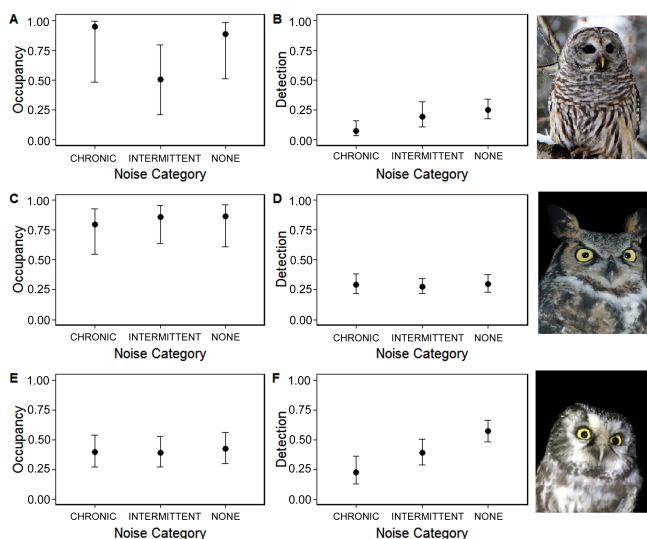 A
Occupancy
1.00
0.75
0.50
0.25
0.00
CHRONIC INTERMITTENT NONE
Noise Category
B
Detection
1.00
0.75
0.50
0.25
0.00
CHRONIC INTERMITTENT NONE
Noise Category
C
Occupancy
1.00
0.75
0.50
0.25
0.00
CHRONIC INTERMITTENT NONE
Noise Category
D
Detection
1.00
0.75
0.50
0.25
0.00
CHRONIC INTERMITTENT NONE
Noise Category
E
Occupancy
1.00
0.75
0.50
0.25
0.00
CHRONIC INTERMITTENT NONE
Noise Category
F
Detection
1.00
0.75
0.50
0.25
0.00
CHRONIC INTERMITTENT NONE
Noise Category